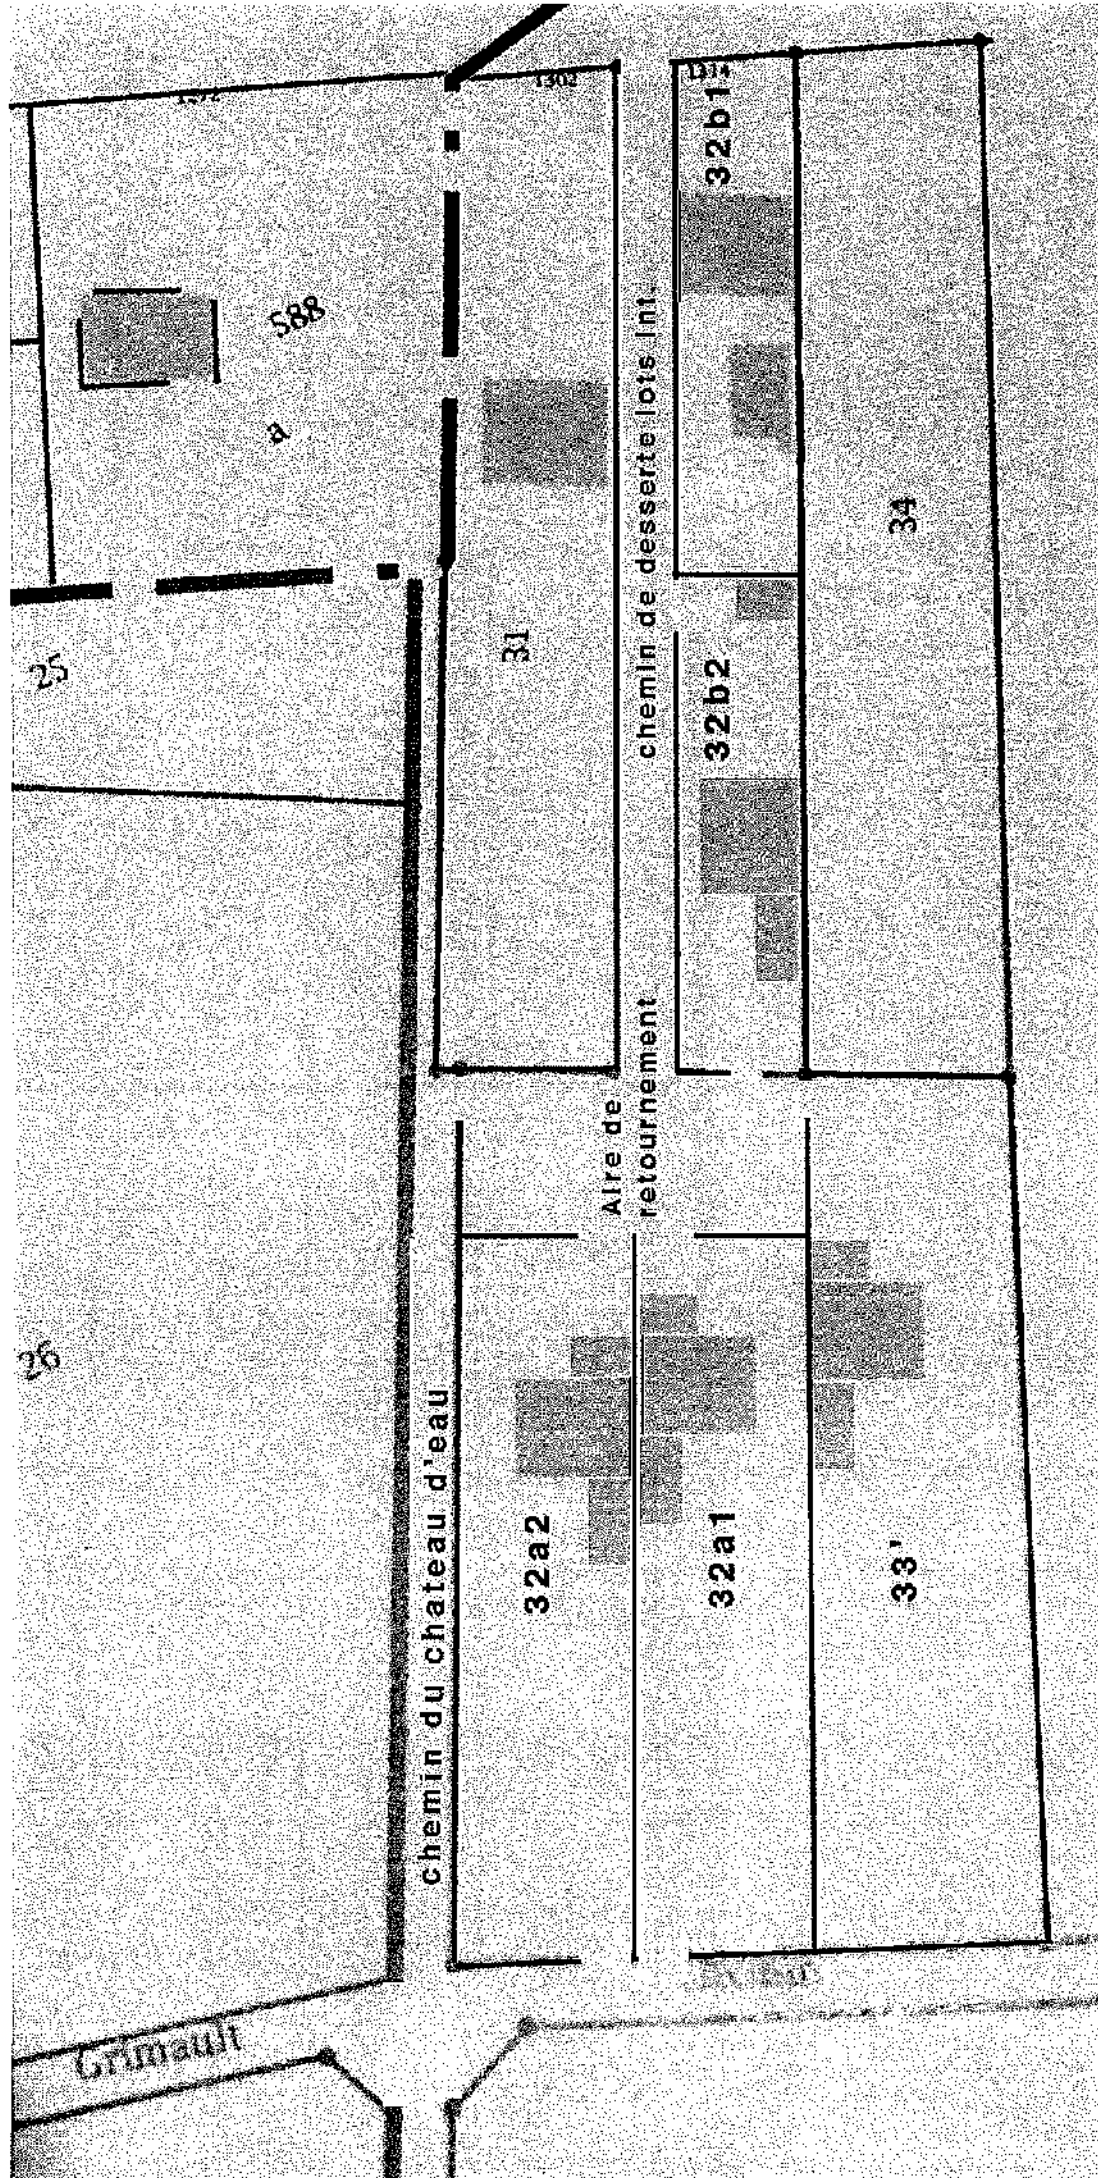 1302
1314
32b1
588
a
chemin de desserte lots Int.
34
31
25
32b2
Aire de
retournement
26
chemin du chateau d'eau
32a2
32a1
33'
Grimault